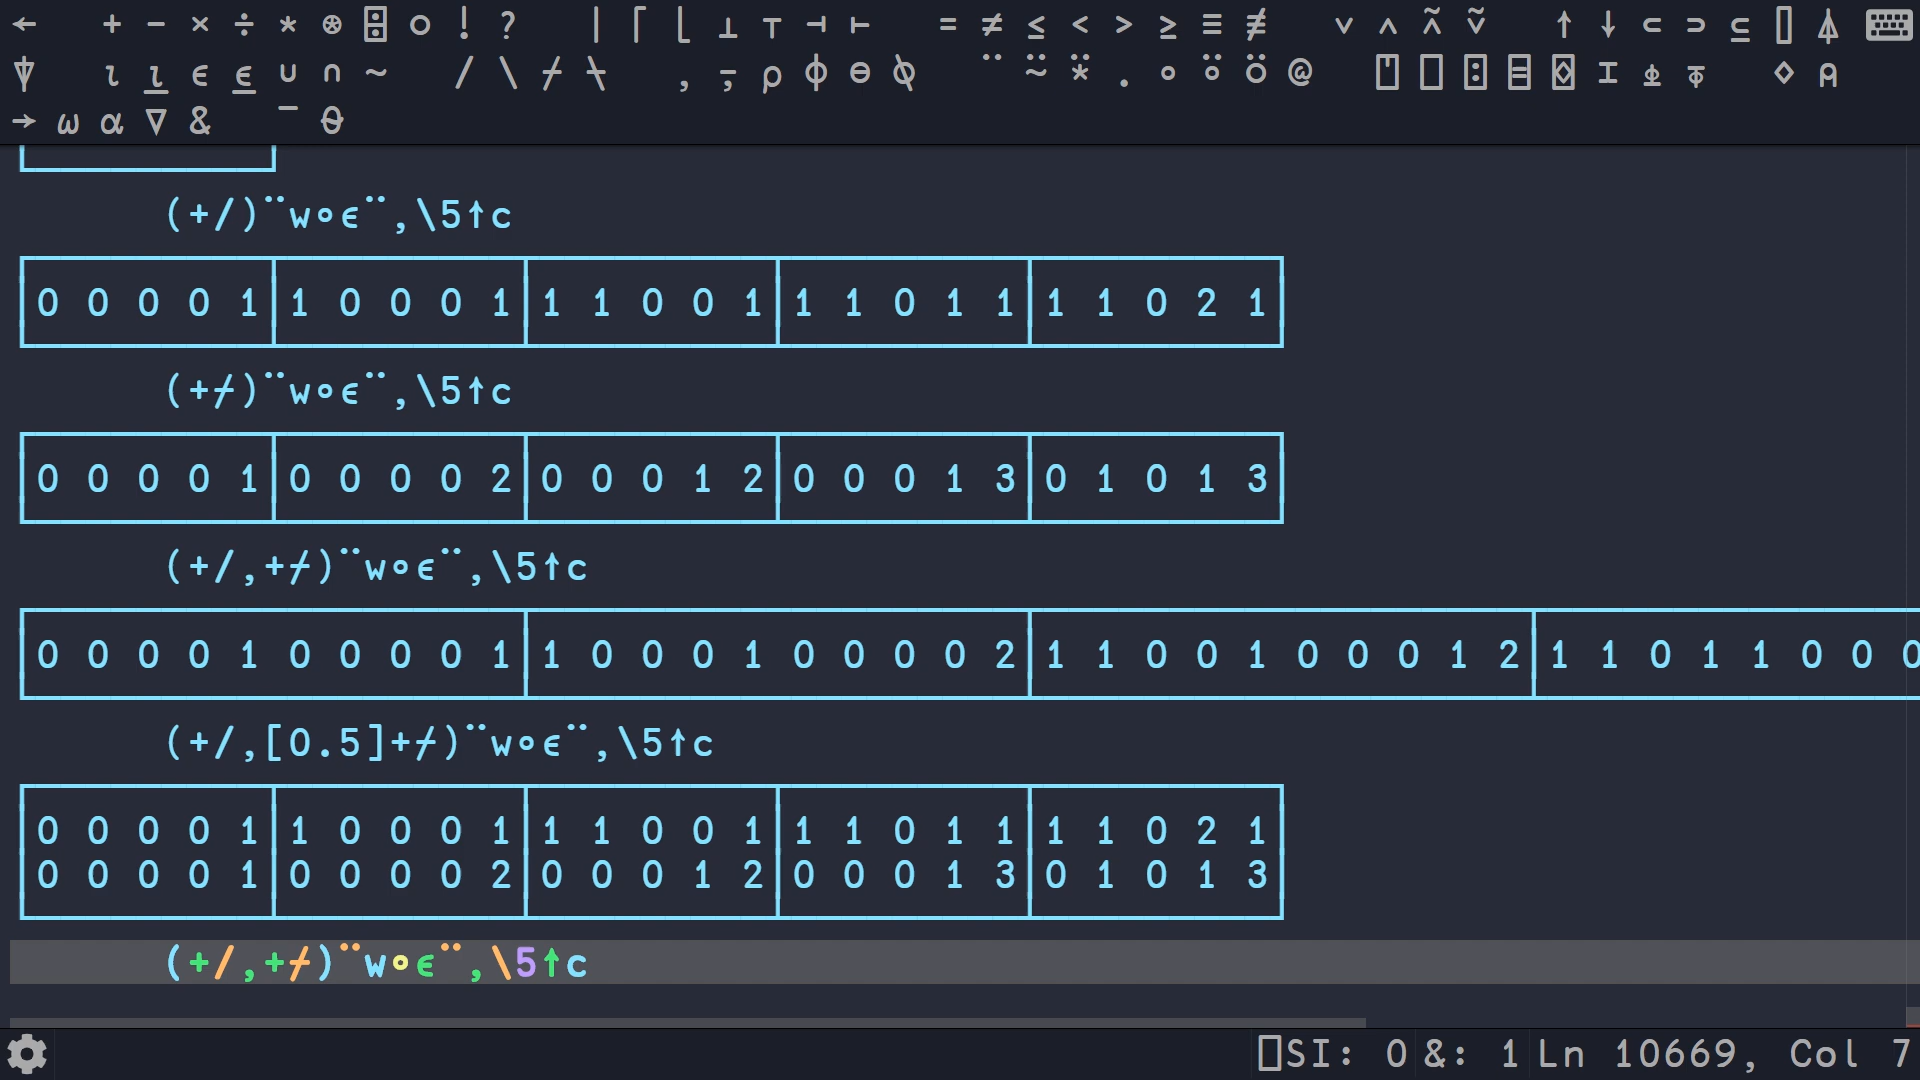 ← + - × ÷ * ⍟ ⌹ ○ ! ? | ⌈ ⌊ ⊥ ⊤ ⊣ ⊢ = ≠ ≤ < > ≥ ≡ ≢ ∨ ∧ ⍲ ⍱ ↑ ↓ ⊂ ⊃ ⊆ ⌷ ⍋
⍒ ⍳ ⍸ ∊ ⍷ ∪ ∩ ~ / \ ⌿ ⍀ , ⍪ ⍴ ⌽ ⊖ ⍉ ¨ ⍨ ⍣ . ∘ ⍤ ⍥ @ ⍞ ⎕ ⍠ ⌸ ⌺ ⌶ ⍎ ⍕ ⋄ ⍝
→ ⍵ ⍺ ∇ & ¯ ⍬
(+/)¨w∘∊¨,\5↑c
0 0 0 0 1 1 0 0 0 1 1 1 0 0 1 1 1 0 1 1 1 1 0 2 1
(+⌿)¨w∘∊¨,\5↑c
0 0 0 0 1 0 0 0 0 2 0 0 0 1 2 0 0 0 1 3 0 1 0 1 3
(+/,+⌿)¨w∘∊¨,\5↑c
0 0 0 0 1 0 0 0 0 1 1 0 0 0 1 0 0 0 0 2 1 1 0 0 1 0 0 0 1 2 1 1 0 1 1 0 0 0
(+/,[0.5]+⌿)¨w∘∊¨,\5↑c
0 0 0 0 1 1 0 0 0 1 1 1 0 0 1 1 1 0 1 1 1 1 0 2 1
0 0 0 0 1 0 0 0 0 2 0 0 0 1 2 0 0 0 1 3 0 1 0 1 3
(+/,+⌿)¨w∘∊¨,\5↑c
⎕SI: 0 &: 1 Ln 10669, Col 7